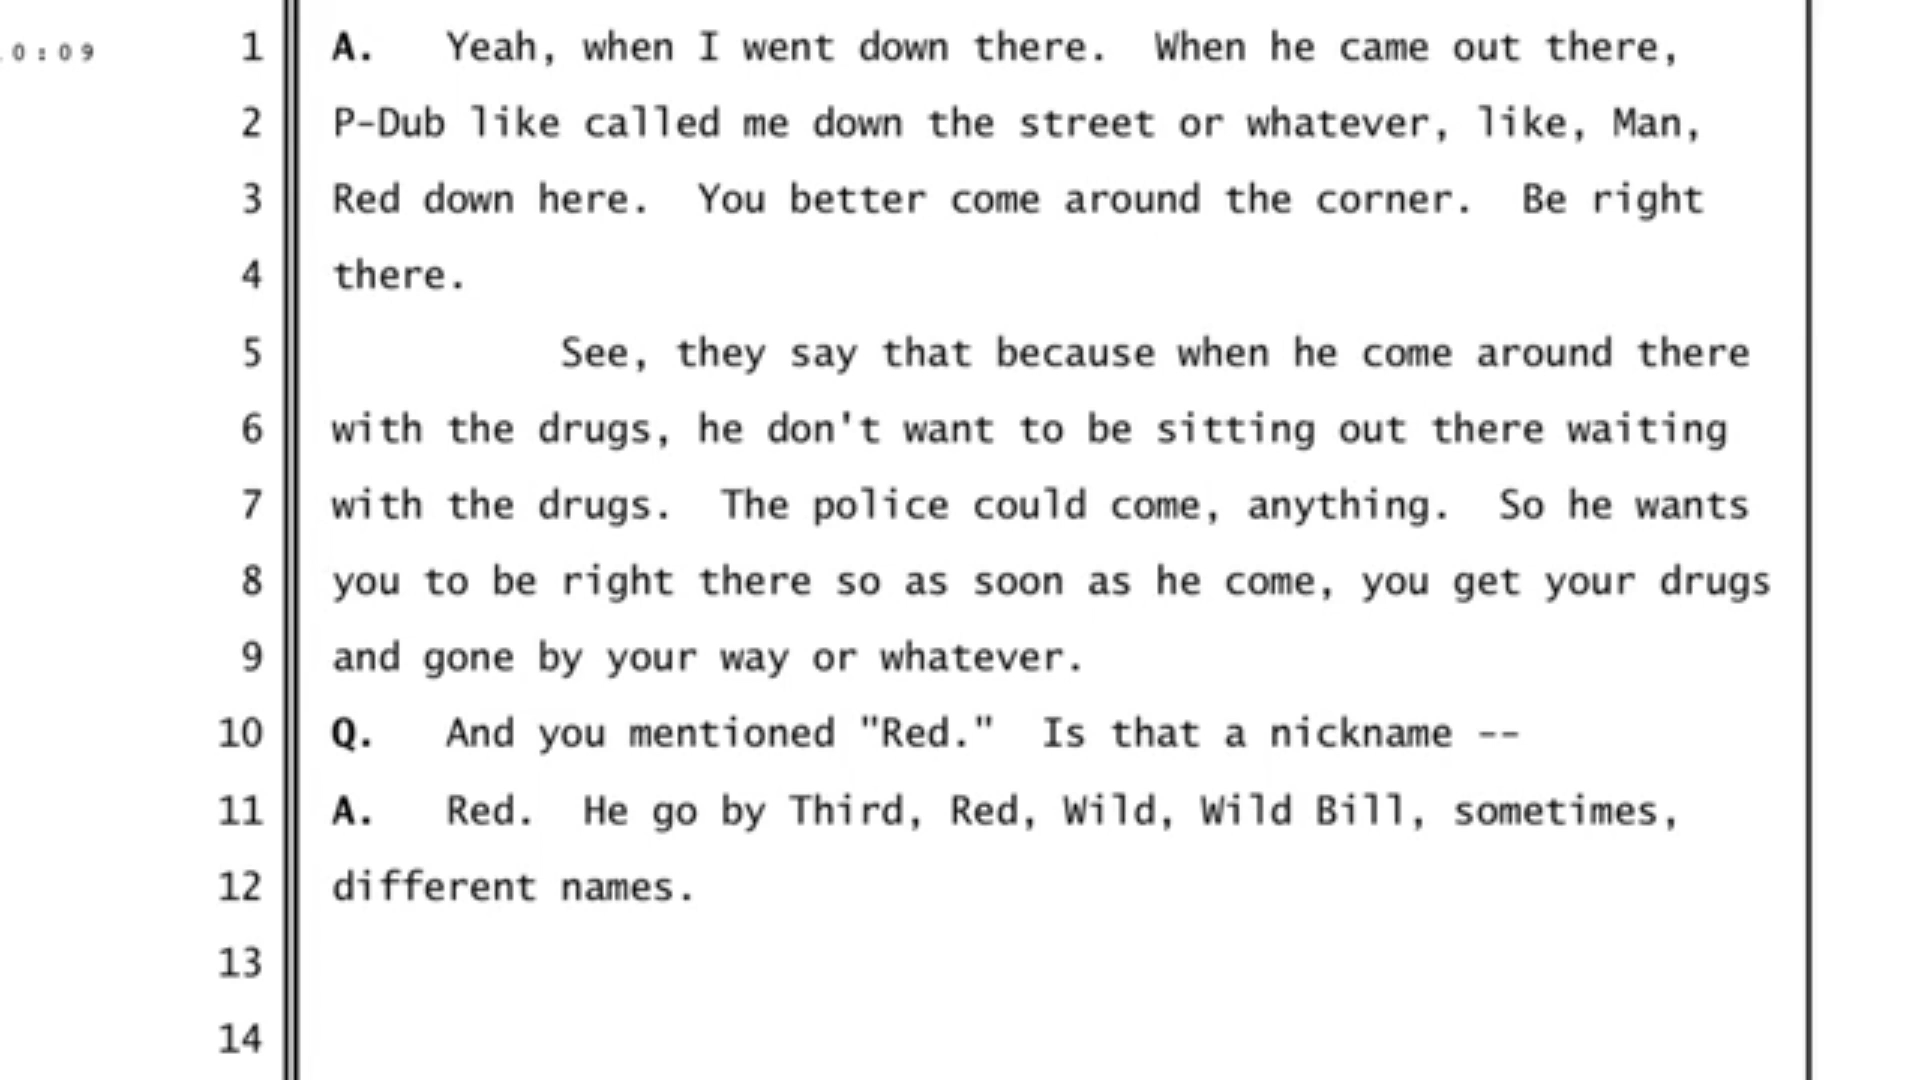 0:09 1 A. Yeah, when I went down there. When he came out there,
2 P-Dub like called me down the street or whatever, like, Man,
3 Red down here. You better come around the corner. Be right
4 there.
5 See, they say that because when he come around there
6 with the drugs, he don't want to be sitting out there waiting
7 with the drugs. The police could come, anything. So he wants
8 you to be right there so as soon as he come, you get your drugs
9 and gone by your way or whatever.
10 Q. And you mentioned "Red." Is that a nickname --
11 A. Red. He go by Third, Red, Wild, Wild Bill, sometimes,
12 different names.
13
14